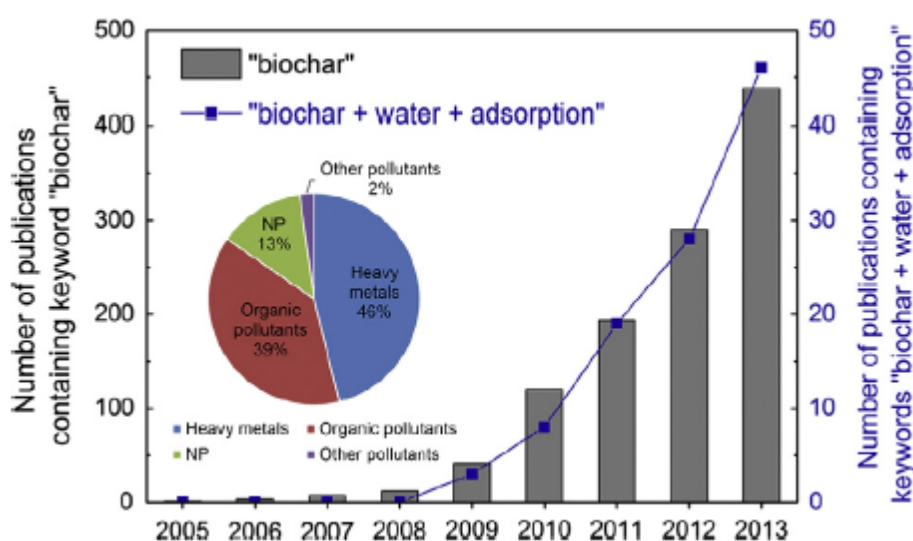 500
400
300
200
100
0
Number of publications
containing keyword "biochar"
"biochar"
"biochar + water + adsorption"
Other pollutants
2%
NP
13%
Heavy
metals
46%
Organic
pollutants
39%
Heavy metals
Organic pollutants
NP
Other pollutants
2005 2006 2007 2008 2009 2010 2011 2012 2013
50
40
30
20
10
0
Number of publications containing
keywords "biochar + water + adsorption"